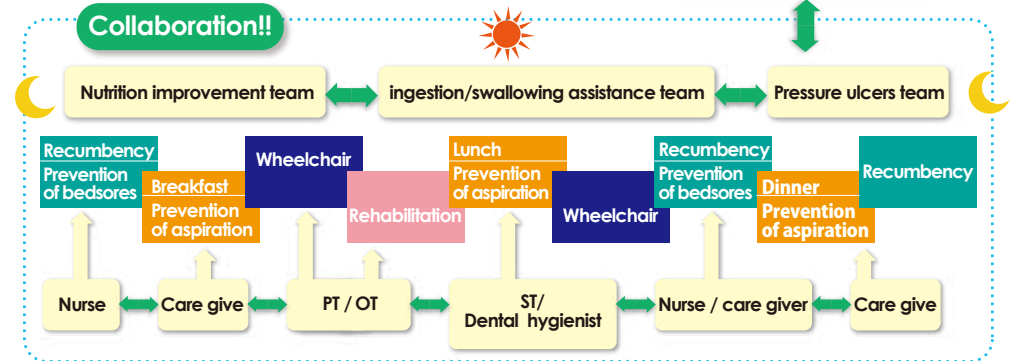 Collaboration!!
Nutrition improvement team
ingestion/swallowing assistance team
Pressure ulcers team
Recumbency
Prevention
of bedsores
Breakfast
Prevention
of aspiration
Wheelchair
Rehabilitation
Lunch
Prevention
of aspiration
Wheelchair
Recumbency
Prevention
of bedsores
Dinner
Prevention
of aspiration
Recumbency
Nurse
Care give
PT / OT
ST/
Dental hygienist
Nurse / care giver
Care give